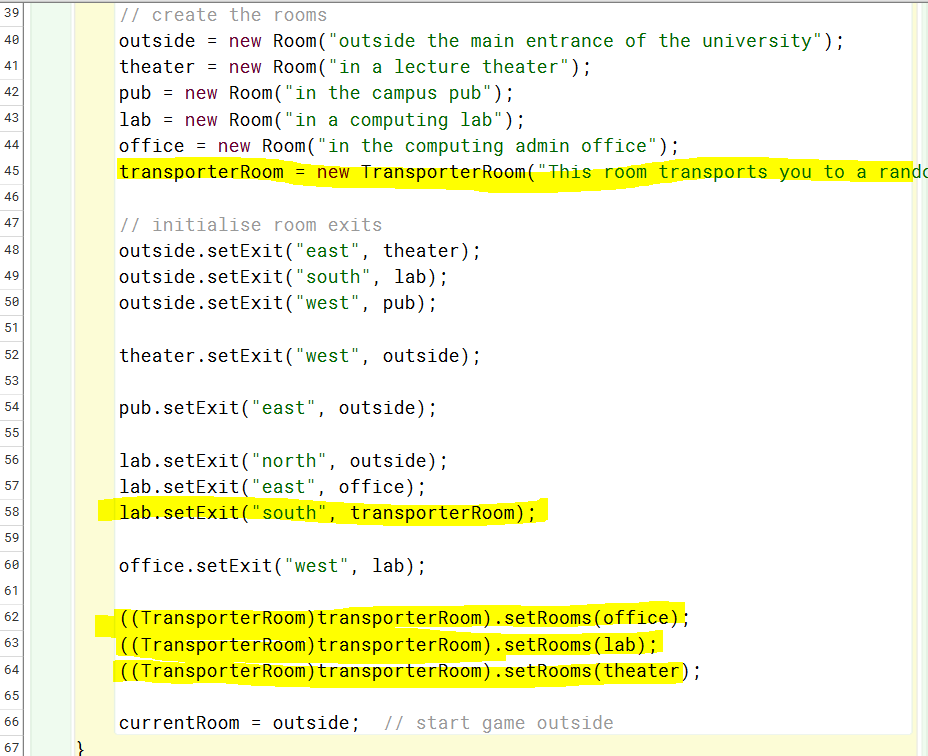 39 // create the rooms
40 outside = new Room("outside the main entrance of the university");
41 theater = new Room("in a lecture theater");
42 pub = new Room("in the campus pub");
43 lab = new Room("in a computing lab");
44 office = new Room("in the computing admin office");
45 transporterRoom = new TransporterRoom("This room transports you to a rando
46
47 // initialise room exits
48 outside.setExit("east", theater);
49 outside.setExit("south", lab);
50 outside.setExit("west", pub);
51
52 theater.setExit("west", outside);
53
54 pub.setExit("east", outside);
55
56 lab.setExit("north", outside);
57 lab.setExit("east", office);
58 lab.setExit("south", transporterRoom);
59
60 office.setExit("west", lab);
61
62 ((TransporterRoom)transporterRoom).setRooms(office);
63 ((TransporterRoom)transporterRoom).setRooms(lab);
64 ((TransporterRoom)transporterRoom).setRooms(theater);
65
66 currentRoom = outside;  // start game outside
67 }